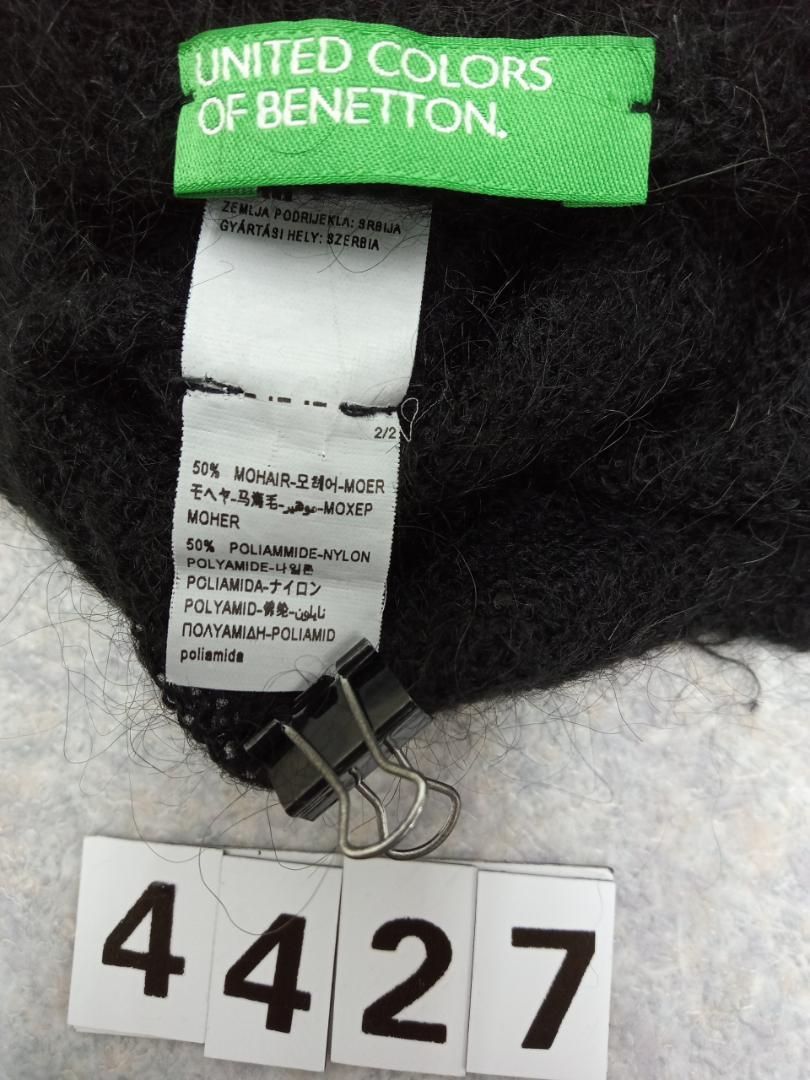 UNITED COLORS
OF BENETTON.
ZEMLJA PODRIJEKLA: SRBIJA
GYÁRTÁSI HELY: SZERBIA
2/2
50% MOHAIR-모헤어-MOER
モヘヤ-马海毛-موهير-MOXEP
MOHER
50% POLIAMMIDE-NYLON
POLYAMIDE-나일론
POLIAMIDA-ナイロン
POLYAMID-锦纶-نايلون
ΠΟΛΥΑΜΙΔΗ-POLIAMID
poliamida
4427